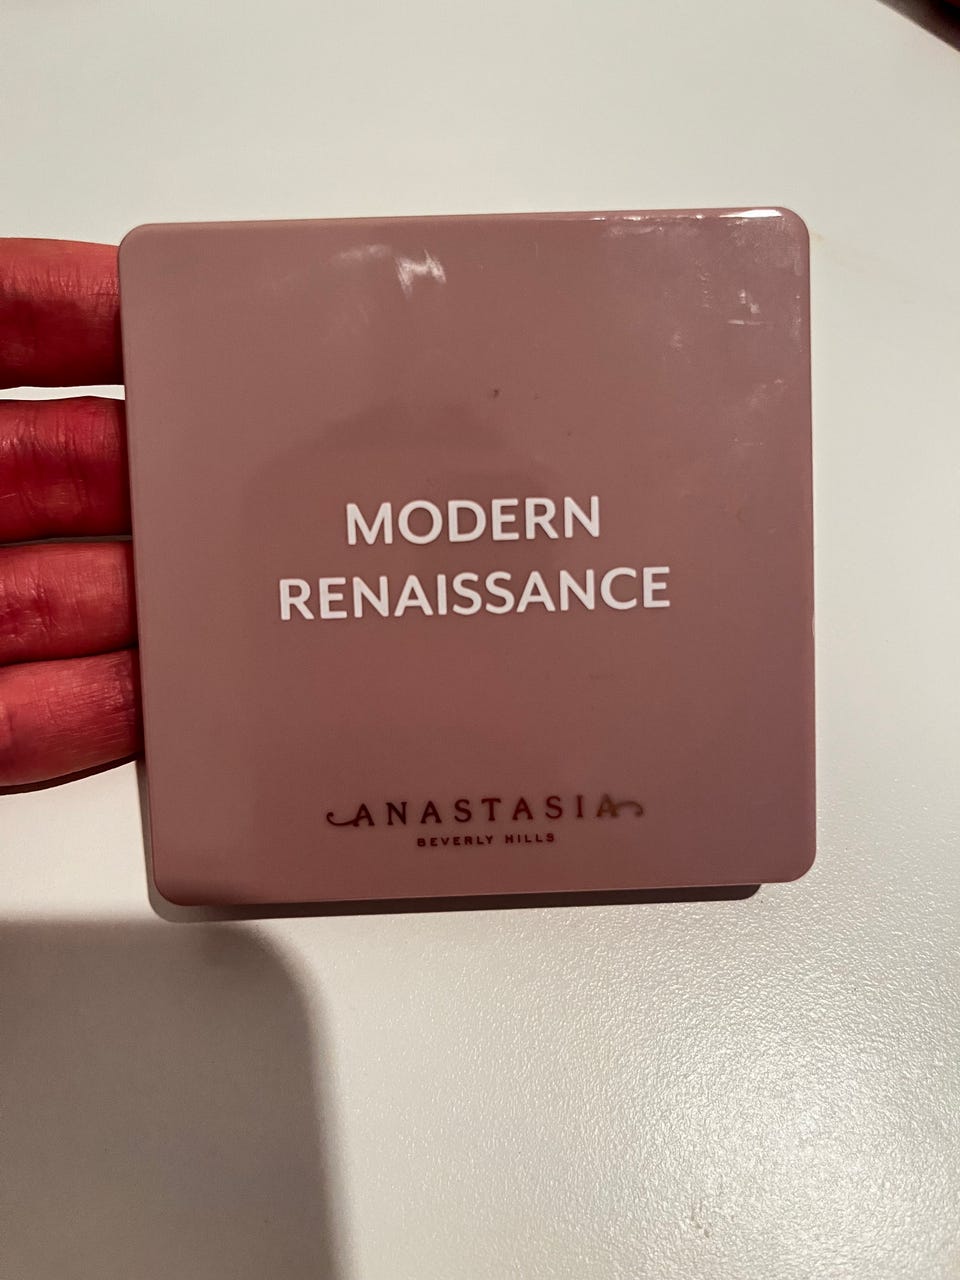 MODERN
RENAISSANCE
ANASTASIA
BEVERLY HILLS